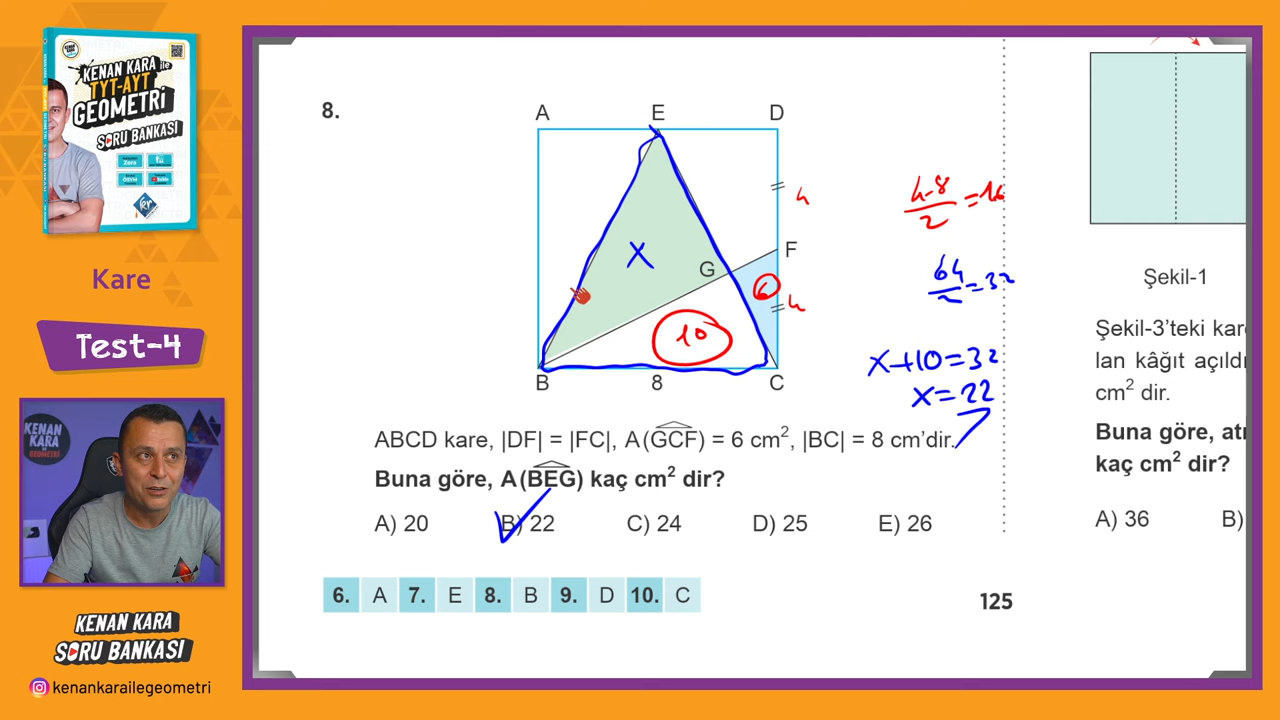 KENAN KARA ile
TYT-AYT
GEOMETRİ
SORU BANKASI
Kare
Test-4
KENAN
KARA
KENAN KARA
SORU BANKASI
kenankarailegeometri
8.
A
E
D
4
F
G
X
6
4
10
B
8
C
4·8/2=16
64/2=32
X+10=32
X=22
ABCD kare, |DF| = |FC|, A(GCF) = 6 cm², |BC| = 8 cm'dir.
Buna göre, A(BEG) kaç cm² dir?
A) 20 B) 22 C) 24 D) 25 E) 26
6. A 7. E 8. B 9. D 10. C
125
Şekil-1
Şekil-3'teki kar
lan kâğıt açıldı
cm² dir.
Buna göre, atı
kaç cm² dir?
A) 36 B)